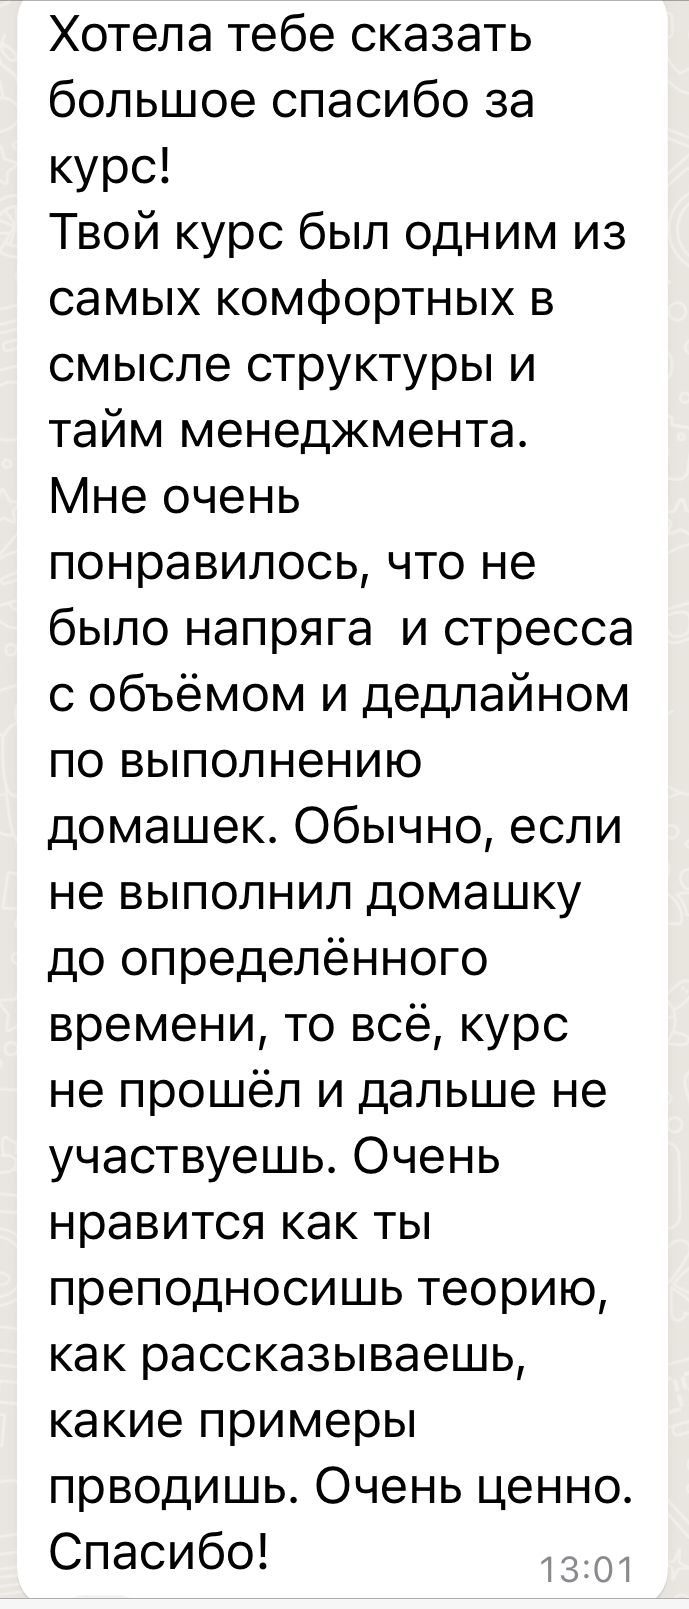 Хотела тебе сказать
большое спасибо за
курс!
Твой курс был одним из
самых комфортных в
смысле структуры и
тайм менеджмента.
Мне очень
понравилось, что не
было напряга  и стресса
с объёмом и дедлайном
по выполнению
домашек. Обычно, если
не выполнил домашку
до определённого
времени, то всё, курс
не прошёл и дальше не
участвуешь. Очень
нравится как ты
преподносишь теорию,
как рассказываешь,
какие примеры
прводишь. Очень ценно.
Спасибо!
13:01